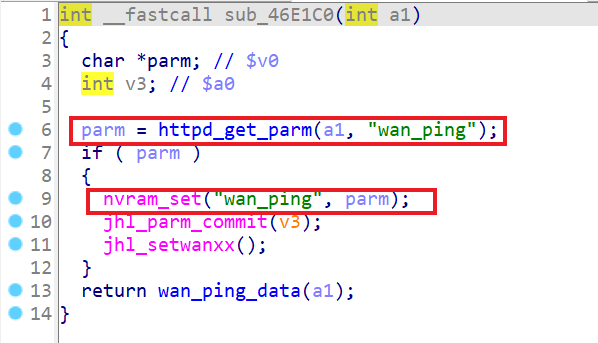 1 int __fastcall sub_46E1C0(int a1)
2 {
3 char *parm; // $v0
4 int v3; // $a0
5
6 parm = httpd_get_parm(a1, "wan_ping");
7 if ( parm )
8 {
9 nvram_set("wan_ping", parm);
10 jhl_parm_commit(v3);
11 jhl_setwanxx();
12 }
13 return wan_ping_data(a1);
14 }